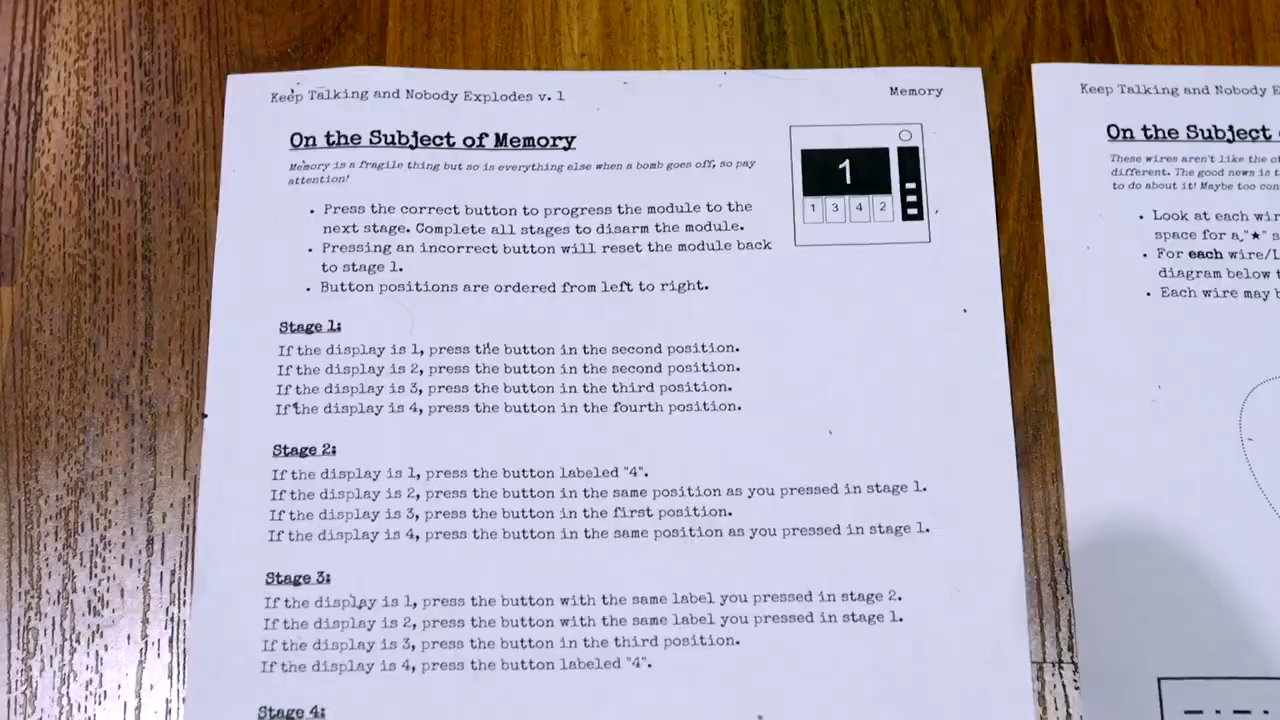 Keep Talking and Nobody Explodes v. 1
Memory
On the Subject of Memory
Memory is a fragile thing but so is everything else when a bomb goes off, so pay
attention!
1
1 3 4 2
• Press the correct button to progress the module to the
next stage. Complete all stages to disarm the module.
• Pressing an incorrect button will reset the module back
to stage 1.
• Button positions are ordered from left to right.
Stage 1:
If the display is 1, press the button in the second position.
If the display is 2, press the button in the second position.
If the display is 3, press the button in the third position.
If the display is 4, press the button in the fourth position.
Stage 2:
If the display is 1, press the button labeled "4".
If the display is 2, press the button in the same position as you pressed in stage 1.
If the display is 3, press the button in the first position.
If the display is 4, press the button in the same position as you pressed in stage 1.
Stage 3:
If the display is 1, press the button with the same label you pressed in stage 2.
If the display is 2, press the button with the same label you pressed in stage 1.
If the display is 3, press the button in the third position.
If the display is 4, press the button labeled "4".
Stage 4:
Keep Talking and Nobody
On the Subject
These wires aren't like the
different. The good news is
to do about it! Maybe too
• Look at each
space for a "★"
• For each
diagram below
• Each wire may